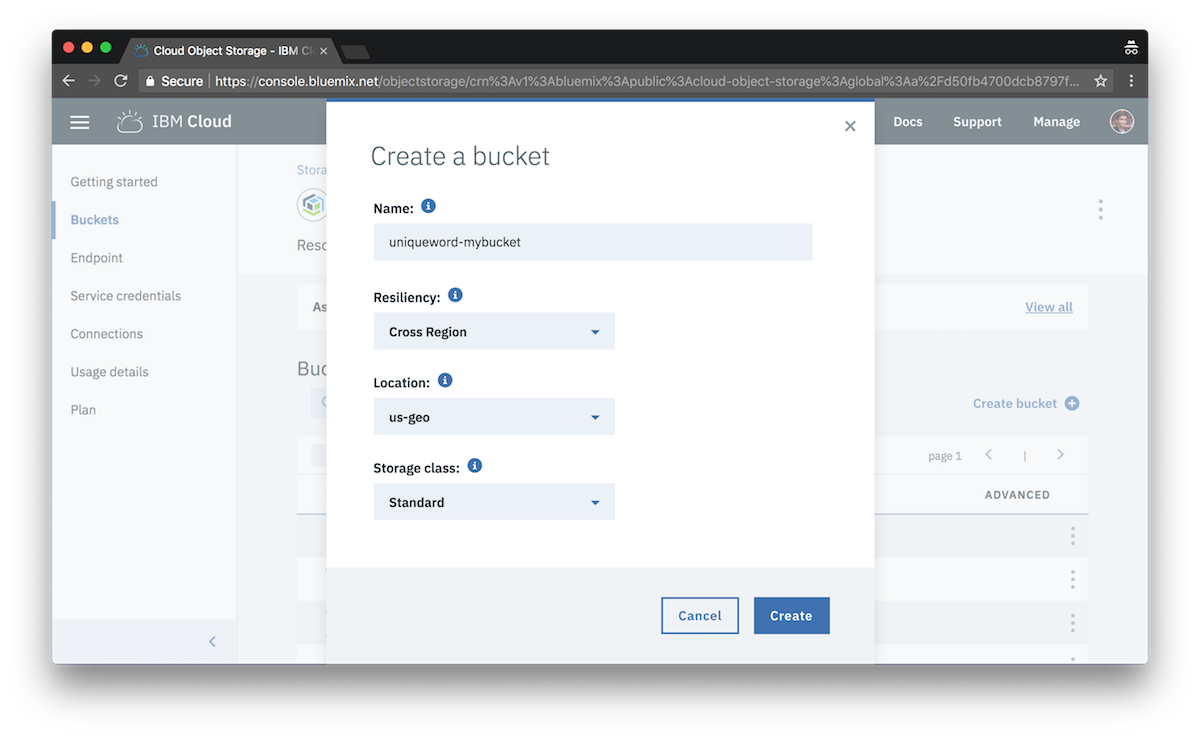 Cloud Object Storage - IBM Cl
Secure https://console.bluemix.net/objectstorage/crn%3Av1%3Abluemix%3Apublic%3Acloud-object-storage%3Aglobal%3Aa%2Fd50fb4700dcb8797f...
IBM Cloud
Docs Support Manage
Getting started
Buckets
Endpoint
Service credentials
Connections
Usage details
Plan
Stora
Resc
As
View all
Buc
Create bucket
page 1 |
ADVANCED
Create a bucket
Name:
uniqueword-mybucket
Resiliency:
Cross Region
Location:
us-geo
Storage class:
Standard
Cancel Create